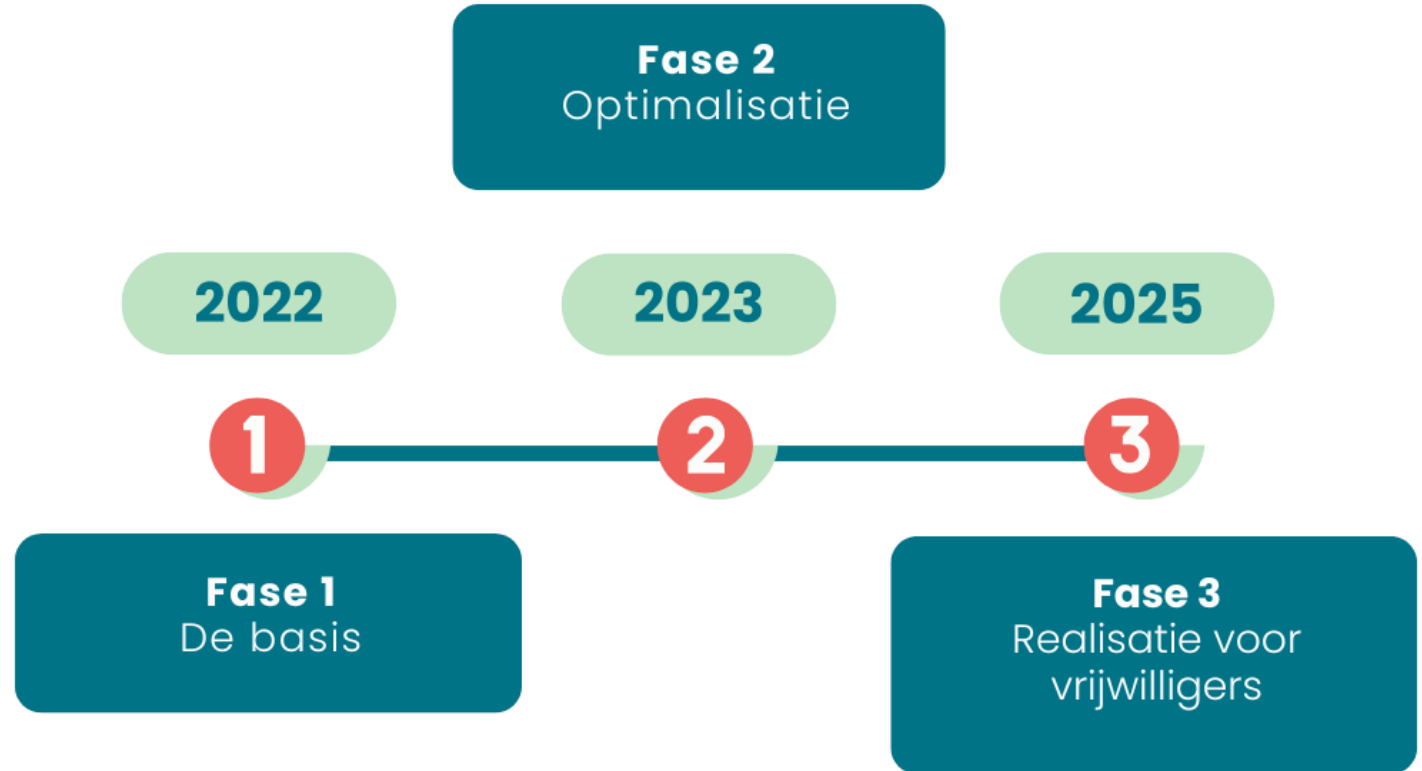 Fase 2
Optimalisatie
2022
2023
2025
1
2
3
Fase 1
De basis
Fase 3
Realisatie voor
vrijwilligers